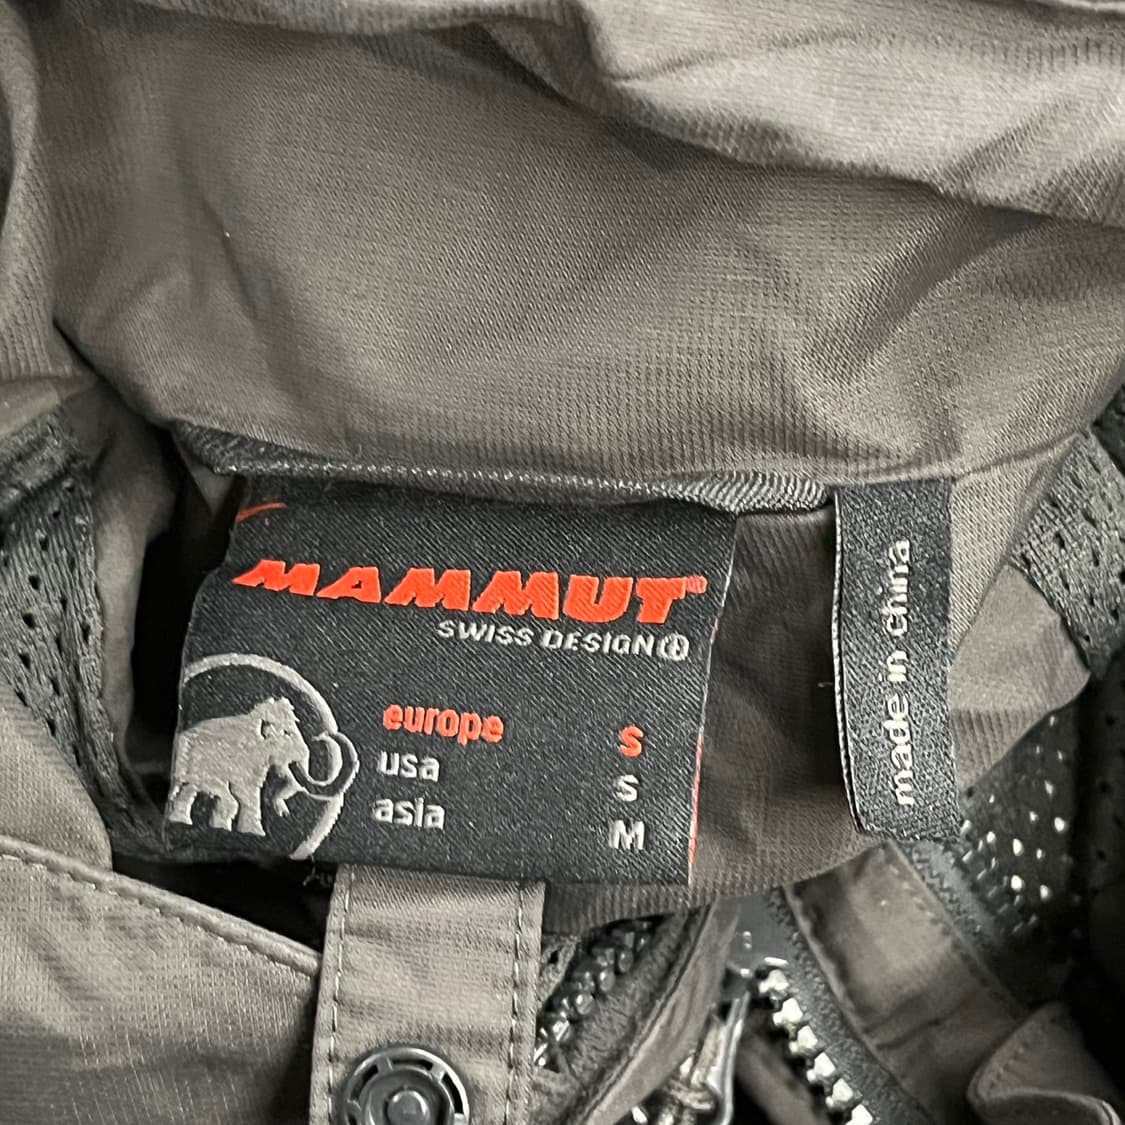 MAMMUT®
SWISS DESIGN
europe S
usa S
asia M
made in china